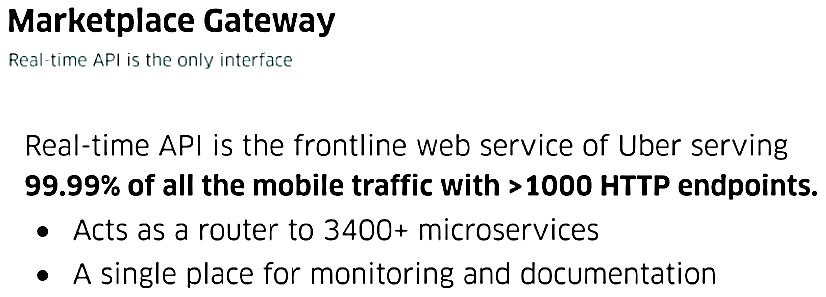 Marketplace Gateway
Real-time API is the only interface
Real-time API is the frontline web service of Uber serving
99.99% of all the mobile traffic with >1000 HTTP endpoints.
• Acts as a router to 3400+ microservices
• A single place for monitoring and documentation